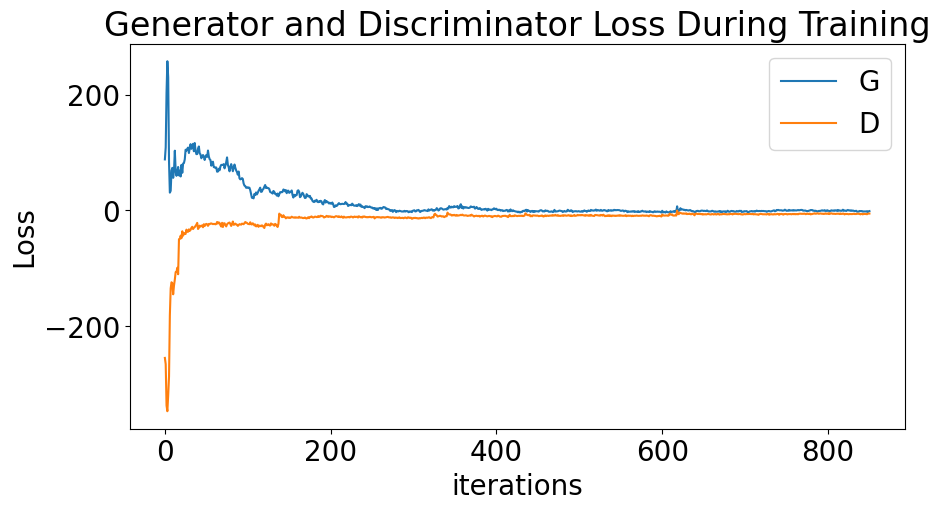 Generator and Discriminator Loss During Training
G
D
Loss
200
0
−200
0 200 400 600 800
iterations